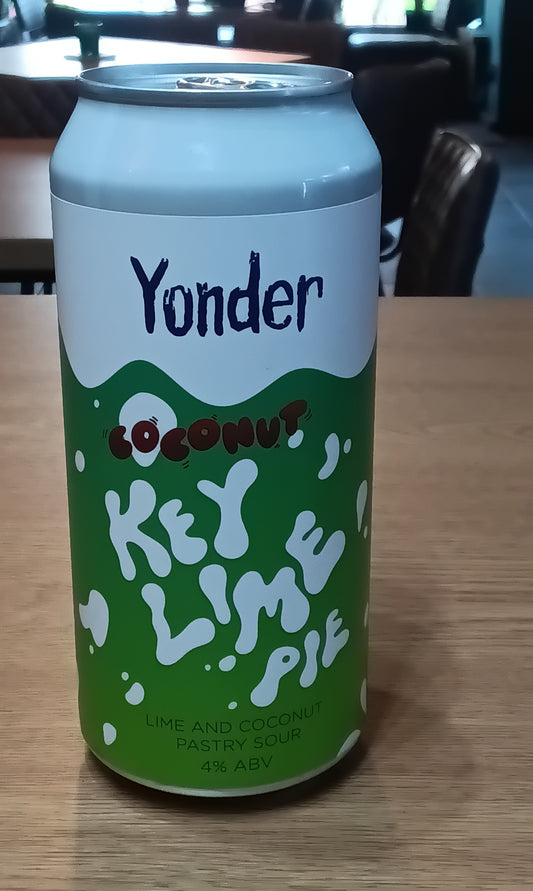 Yonder
COCONUT
KEY
LIME
PIE
LIME AND COCONUT
PASTRY SOUR
4% ABV